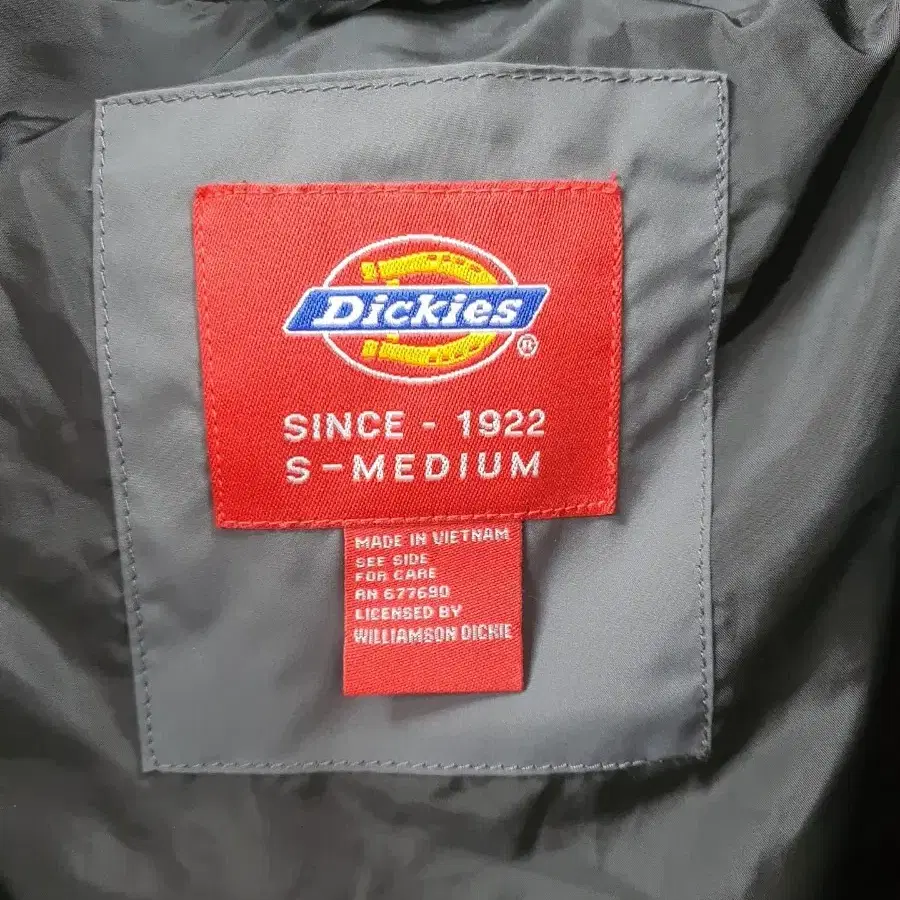 Dickies
®
SINCE - 1922
S-MEDIUM
MADE IN VIETNAM
SEE SIDE
FOR CARE
RN 677690
LICENSED BY
WILLIAMSON DICKIE